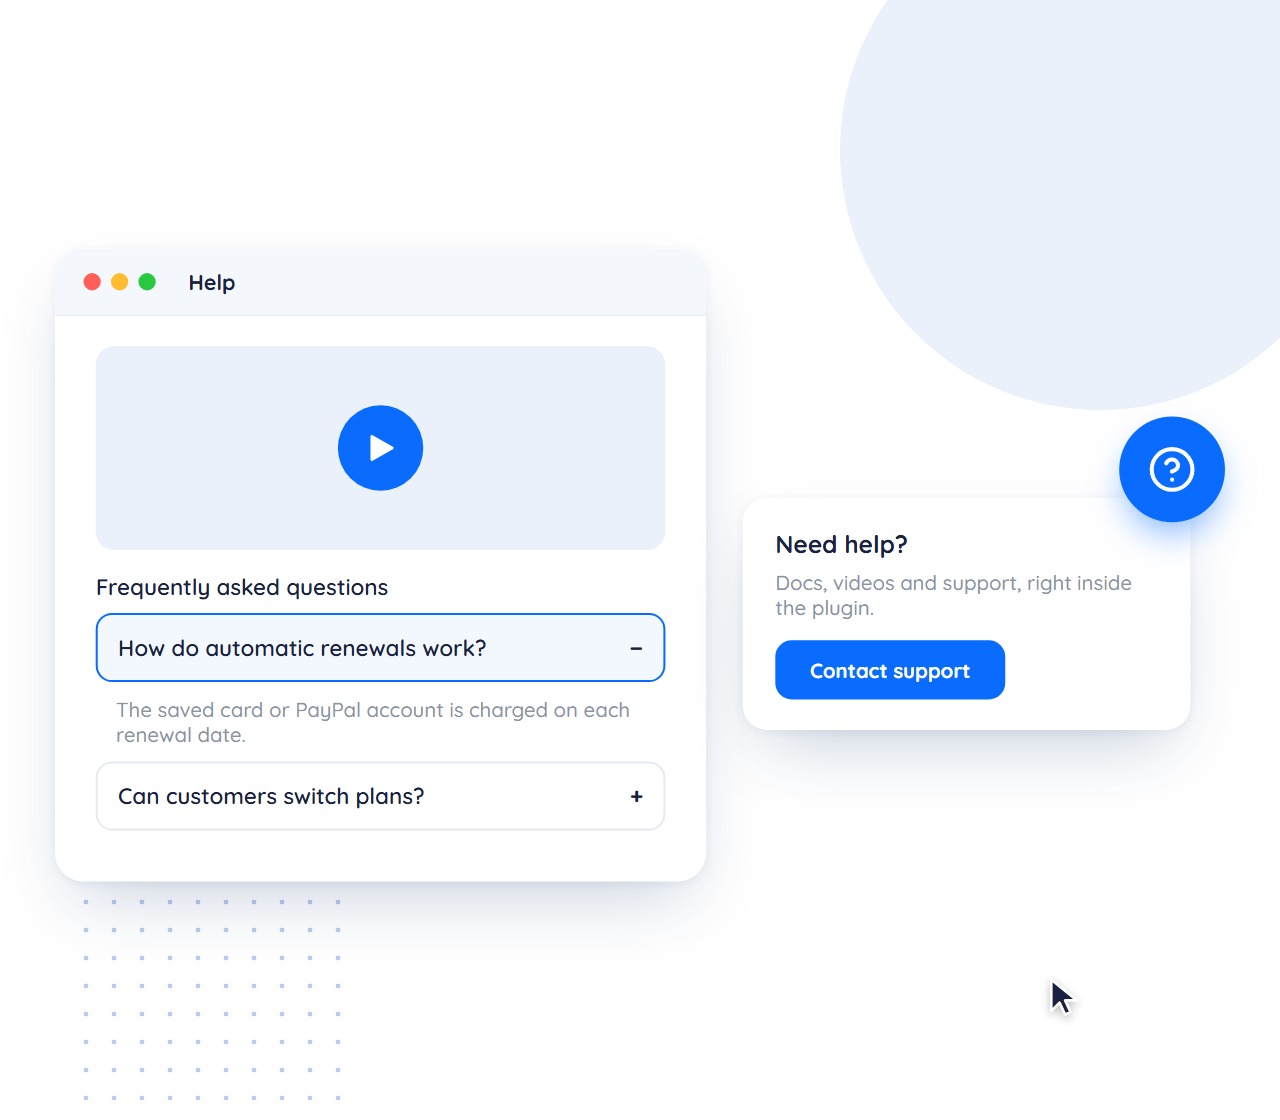 Help
Frequently asked questions
How do automatic renewals work? –
The saved card or PayPal account is charged on each
renewal date.
Can customers switch plans? +
?
Need help?
Docs, videos and support, right inside
the plugin.
Contact support